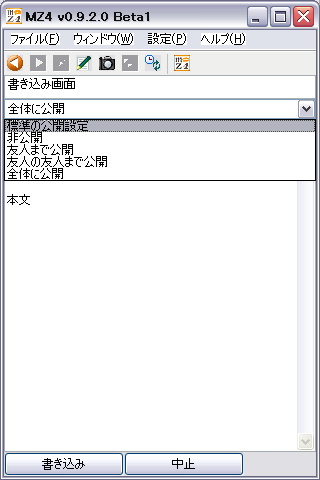 MZ4 v0.9.2.0 Beta1
ファイル(F) ウィンドウ(W) 設定(P) ヘルプ(H)
書き込み画面
全体に公開
標準の公開設定
非公開
友人まで公開
友人の友人まで公開
全体に公開
本文
書き込み 中止